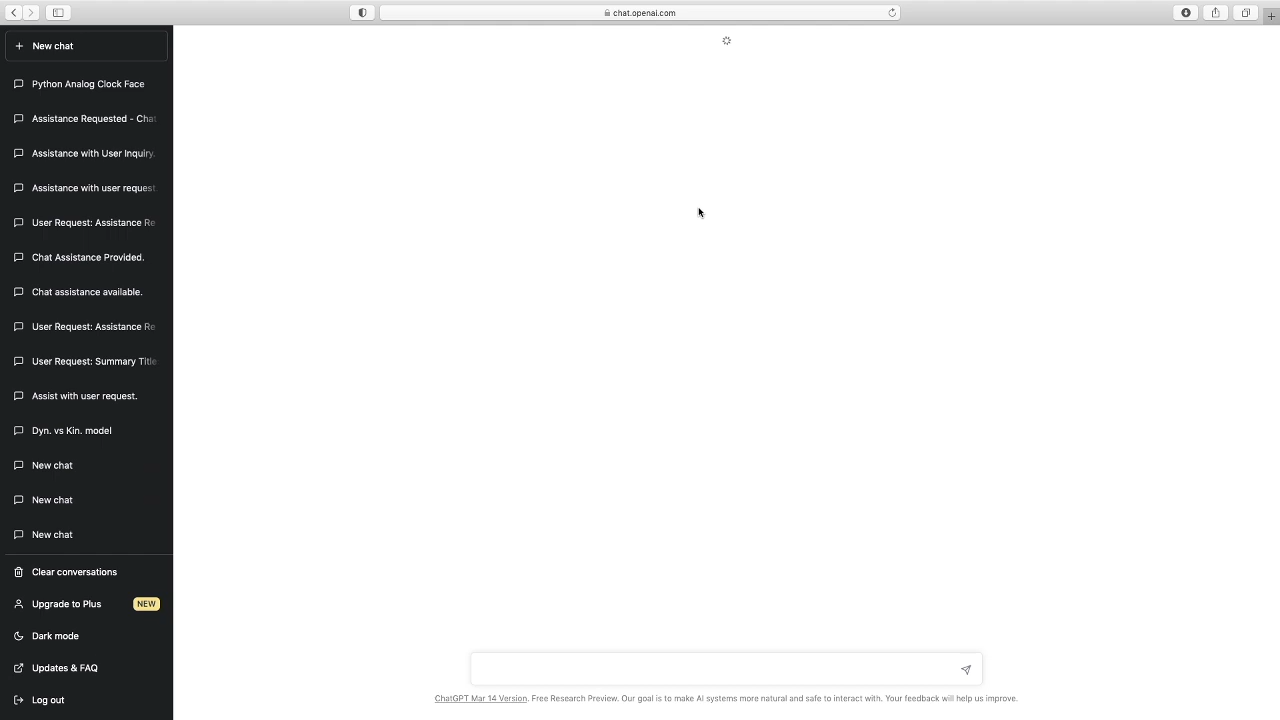 chat.openai.com
New chat
Python Analog Clock Face
Assistance Requested - Chat
Assistance with User Inquiry.
Assistance with user request.
User Request: Assistance Re
Chat Assistance Provided.
Chat assistance available.
User Request: Assistance Re
User Request: Summary Title
Assist with user request.
Dyn. vs Kin. model
New chat
New chat
New chat
Clear conversations
Upgrade to Plus NEW
Dark mode
Updates & FAQ
Log out
ChatGPT Mar 14 Version. Free Research Preview. Our goal is to make AI systems more natural and safe to interact with. Your feedback will help us improve.